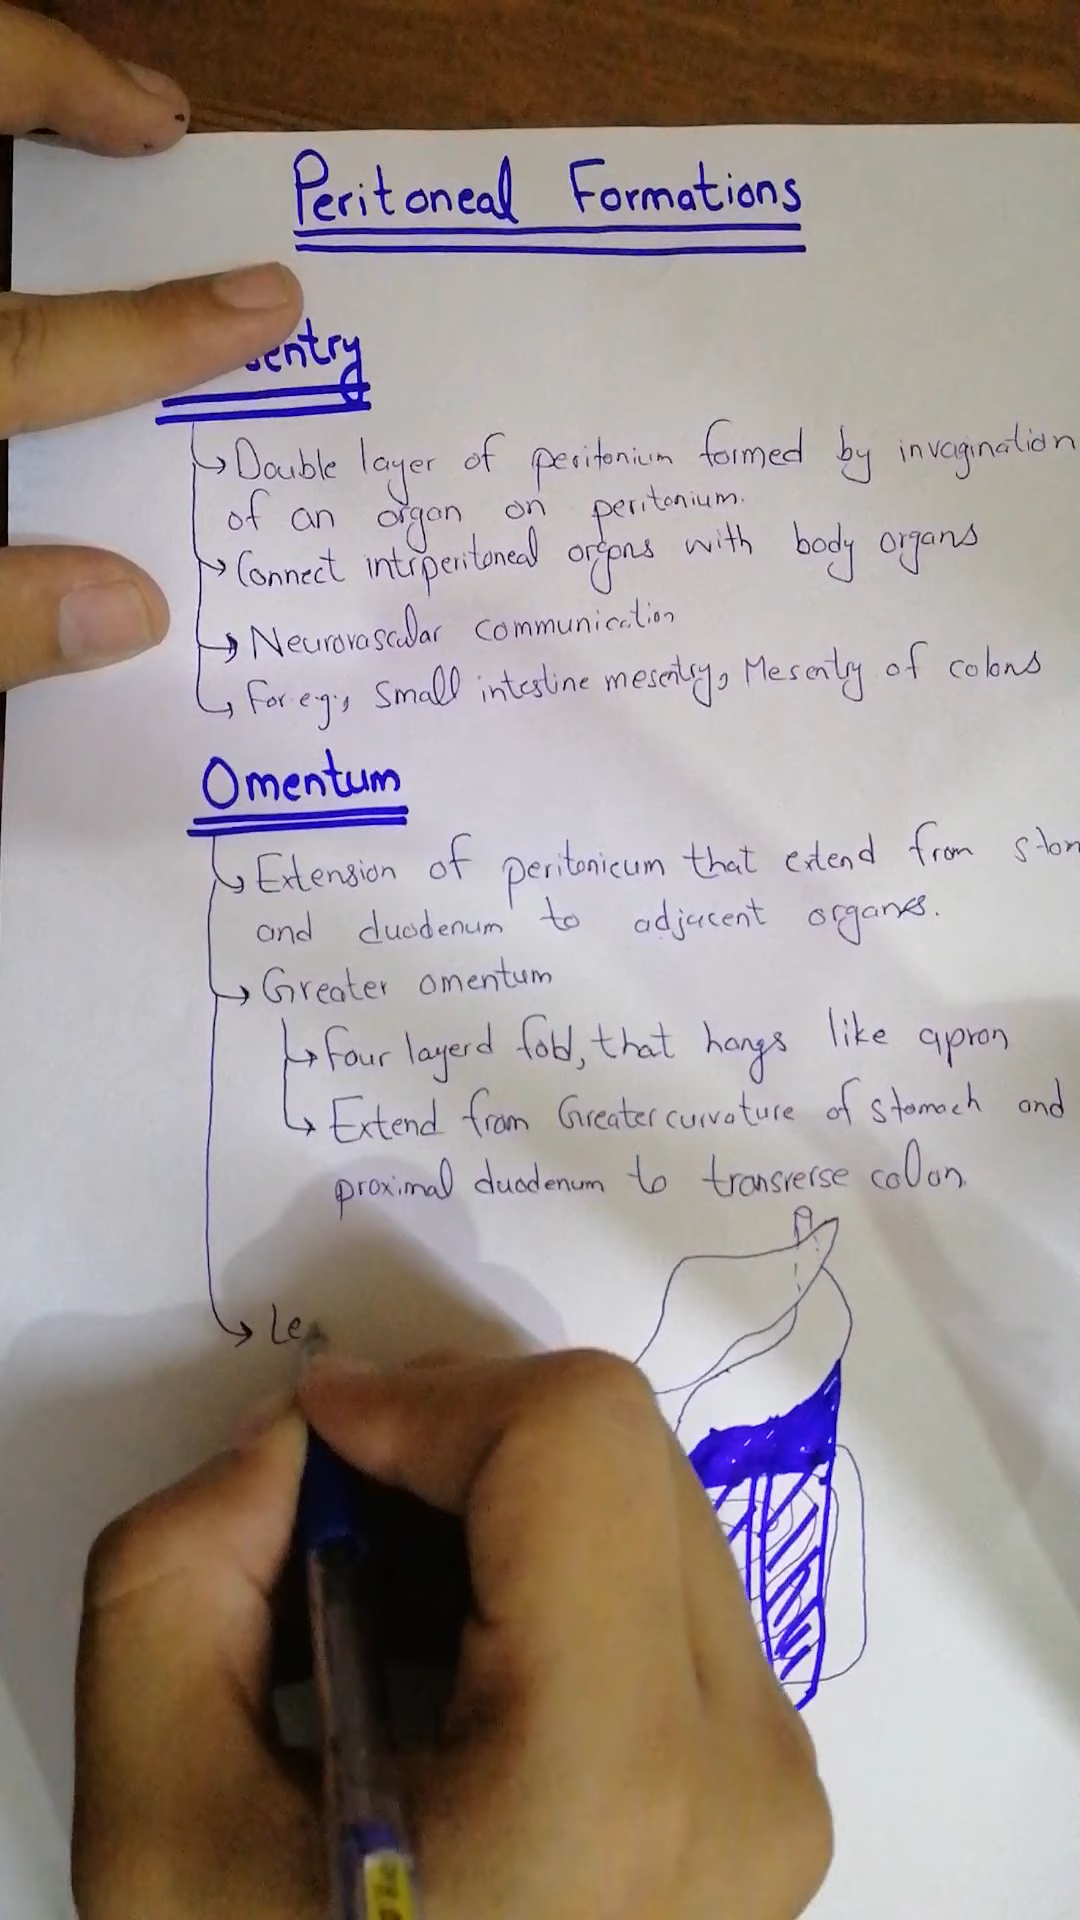 Peritoneal Formations
sentry
Double layer of peritonium formed by invagination
of an organ on peritonium.
Connect intrperitoneal organs with body organs
Neurovascular communication
For e.g., Small intestine mesentry, Mesentry of colons
Omentum
Extension of peritonicum that extend from stom
and duodenum to adjacent organs.
Greater omentum
Four layerd fold, that hangs like apron
Extend from Greater curvature of stomach and
proximal duodenum to transverse colon.
Le